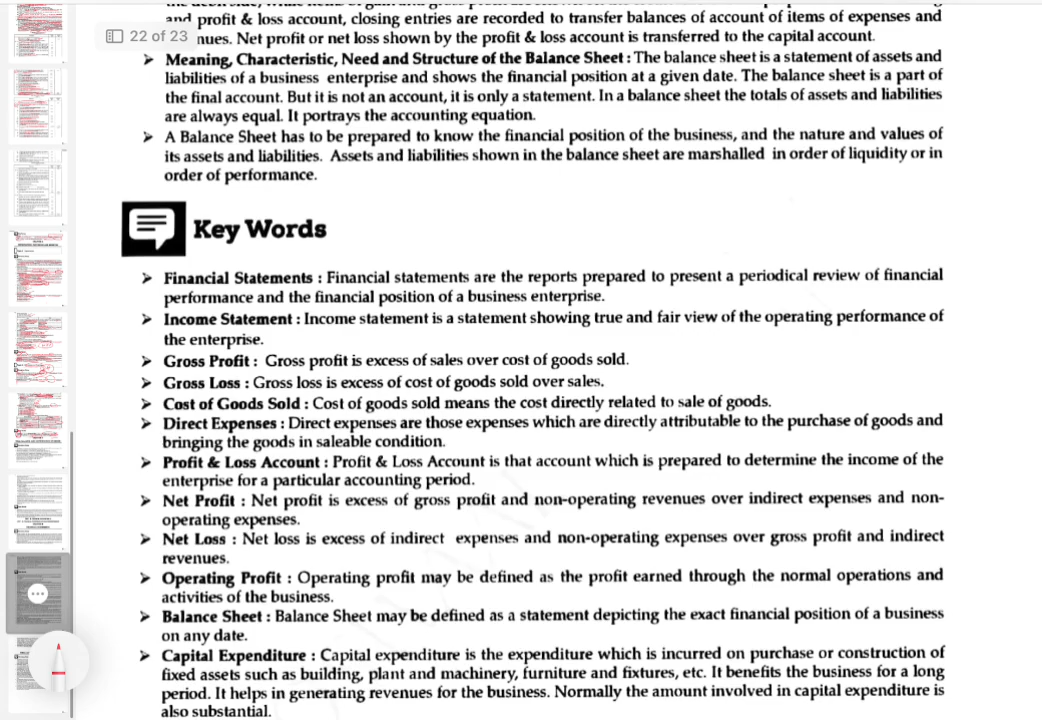 and profit & loss account, closing entries are recorded to transfer balances of account of items of expenses and
22 of 23
nues. Net profit or net loss shown by the profit & loss account is transferred to the capital account.
➤ Meaning, Characteristic, Need and Structure of the Balance Sheet : The balance sheet is a statement of assets and
liabilities of a business enterprise and shows the financial position at a given date. The balance sheet is a part of
the final account. But it is not an account, it is only a statement. In a balance sheet the totals of assets and liabilities
are always equal. It portrays the accounting equation.
➤ A Balance Sheet has to be prepared to know the financial position of the business, and the nature and values of
its assets and liabilities. Assets and liabilities shown in the balance sheet are marshalled in order of liquidity or in
order of performance.
Key Words
➤ Financial Statements : Financial statements are the reports prepared to present a periodical review of financial
performance and the financial position of a business enterprise.
➤ Income Statement : Income statement is a statement showing true and fair view of the operating performance of
the enterprise.
➤ Gross Profit : Gross profit is excess of sales over cost of goods sold.
➤ Gross Loss : Gross loss is excess of cost of goods sold over sales.
➤ Cost of Goods Sold : Cost of goods sold means the cost directly related to sale of goods.
➤ Direct Expenses : Direct expenses are those expenses which are directly attributable to the purchase of goods and
bringing the goods in saleable condition.
➤ Profit & Loss Account : Profit & Loss Account is that account which is prepared to determine the income of the
enterprise for a particular accounting period.
➤ Net Profit : Net profit is excess of gross profit and non-operating revenues over indirect expenses and non-
operating expenses.
➤ Net Loss : Net loss is excess of indirect expenses and non-operating expenses over gross profit and indirect
revenues.
➤ Operating Profit : Operating profit may be defined as the profit earned through the normal operations and
activities of the business.
➤ Balance Sheet : Balance Sheet may be defined as a statement depicting the exact financial position of a business
on any date.
➤ Capital Expenditure : Capital expenditure is the expenditure which is incurred on purchase or construction of
fixed assets such as building, plant and machinery, furniture and fixtures, etc. It benefits the business for a long
period. It helps in generating revenues for the business. Normally the amount involved in capital expenditure is
also substantial.